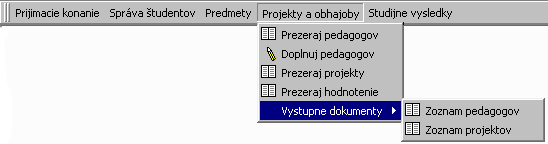 Prijimacie konanie Správa študentov Predmety Projekty a obhajoby Studijne vysledky
Prezeraj pedagogov
Doplnuj pedagogov
Prezeraj projekty
Prezeraj hodnotenie
Vystupne dokumenty
Zoznam pedagogov
Zoznam projektov